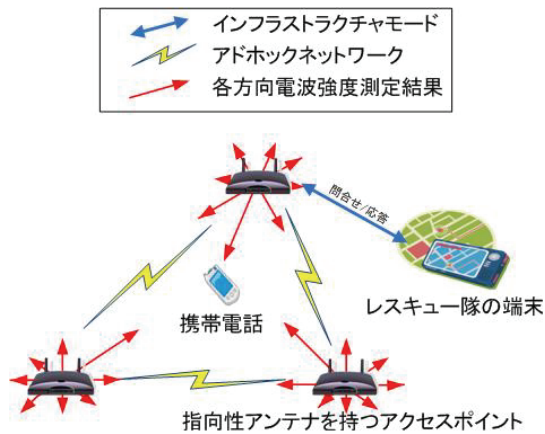 インフラストラクチャモード
アドホックネットワーク
各方向電波強度測定結果
問合せ/応答
レスキュー隊の端末
携帯電話
指向性アンテナを持つアクセスポイント